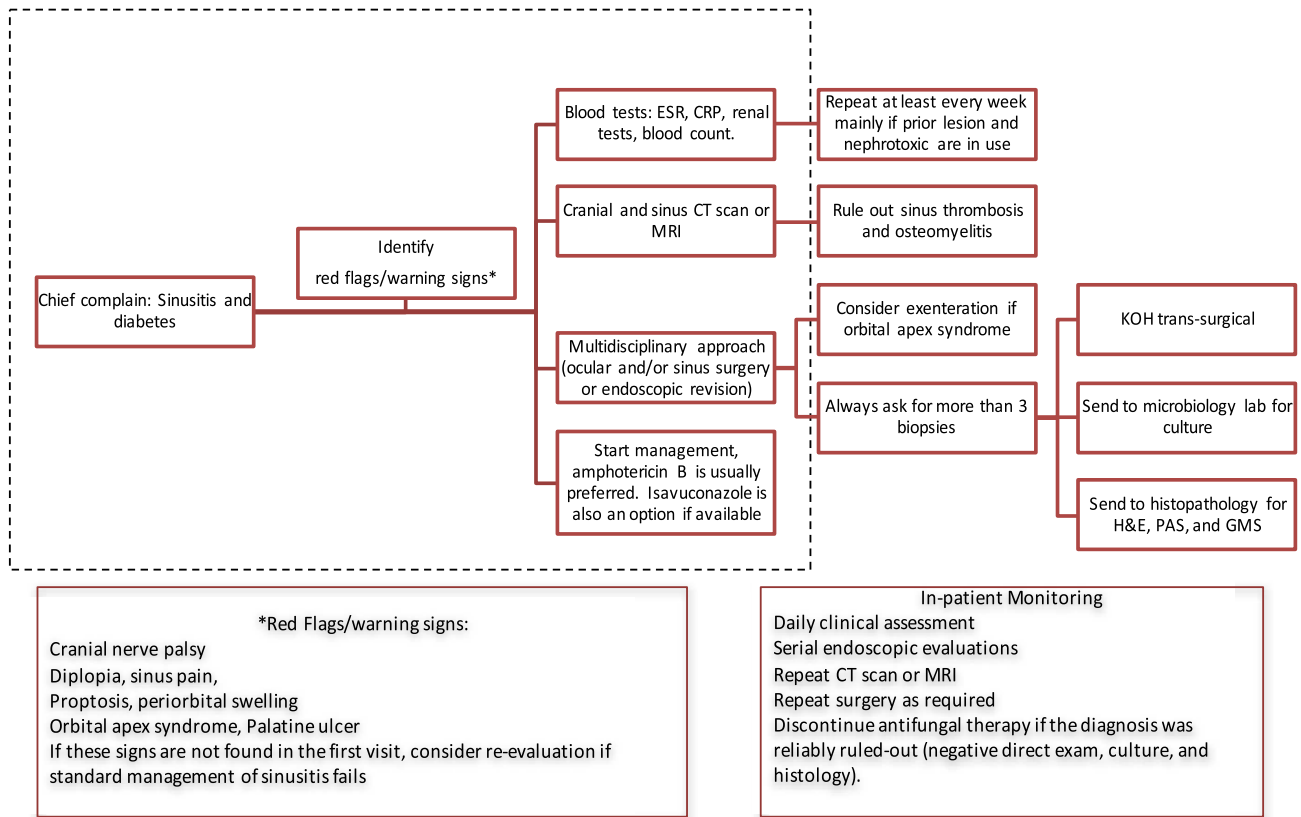 Chief complain: Sinusitis and
diabetes
Identify
red flags/warning signs*
Blood tests: ESR, CRP, renal
tests, blood count.
Repeat at least every week
mainly if prior lesion and
nephrotoxic are in use
Cranial and sinus CT scan or
MRI
Rule out sinus thrombosis
and osteomyelitis
Multidisciplinary approach
(ocular and/or sinus surgery
or endoscopic revision)
Consider exenteration if
orbital apex syndrome
Always ask for more than 3
biopsies
KOH trans-surgical
Send to microbiology lab for
culture
Send to histopathology for
H&E, PAS, and GMS
Start management,
amphotericin B is usually
preferred. Isavuconazole is
also an option if available
*Red Flags/warning signs:
Cranial nerve palsy
Diplopia, sinus pain,
Proptosis, periorbital swelling
Orbital apex syndrome, Palatine ulcer
If these signs are not found in the first visit, consider re-evaluation if
standard management of sinusitis fails
In-patient Monitoring
Daily clinical assessment
Serial endoscopic evaluations
Repeat CT scan or MRI
Repeat surgery as required
Discontinue antifungal therapy if the diagnosis was
reliably ruled-out (negative direct exam, culture, and
histology).